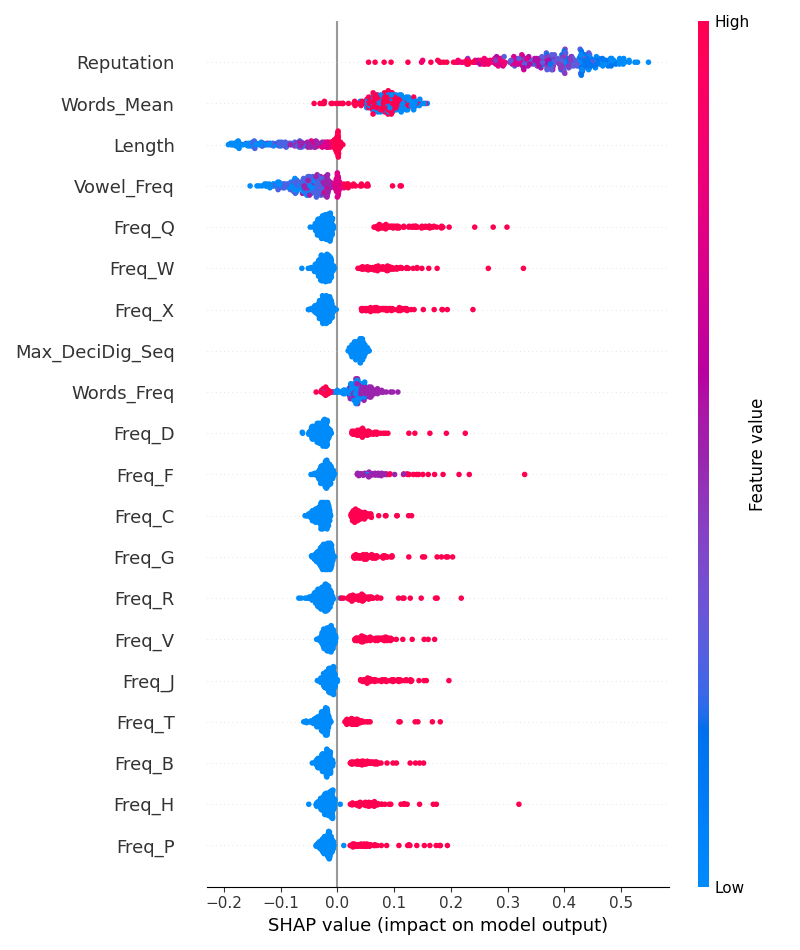 High
Reputation
Words_Mean
Length
Vowel_Freq
Freq_Q
Freq_W
Freq_X
Max_DeciDig_Seq
Words_Freq
Freq_D
Freq_F
Freq_C
Freq_G
Freq_R
Freq_V
Freq_J
Freq_T
Freq_B
Freq_H
Freq_P
Feature value
Low
−0.2 −0.1 0.0 0.1 0.2 0.3 0.4 0.5
SHAP value (impact on model output)